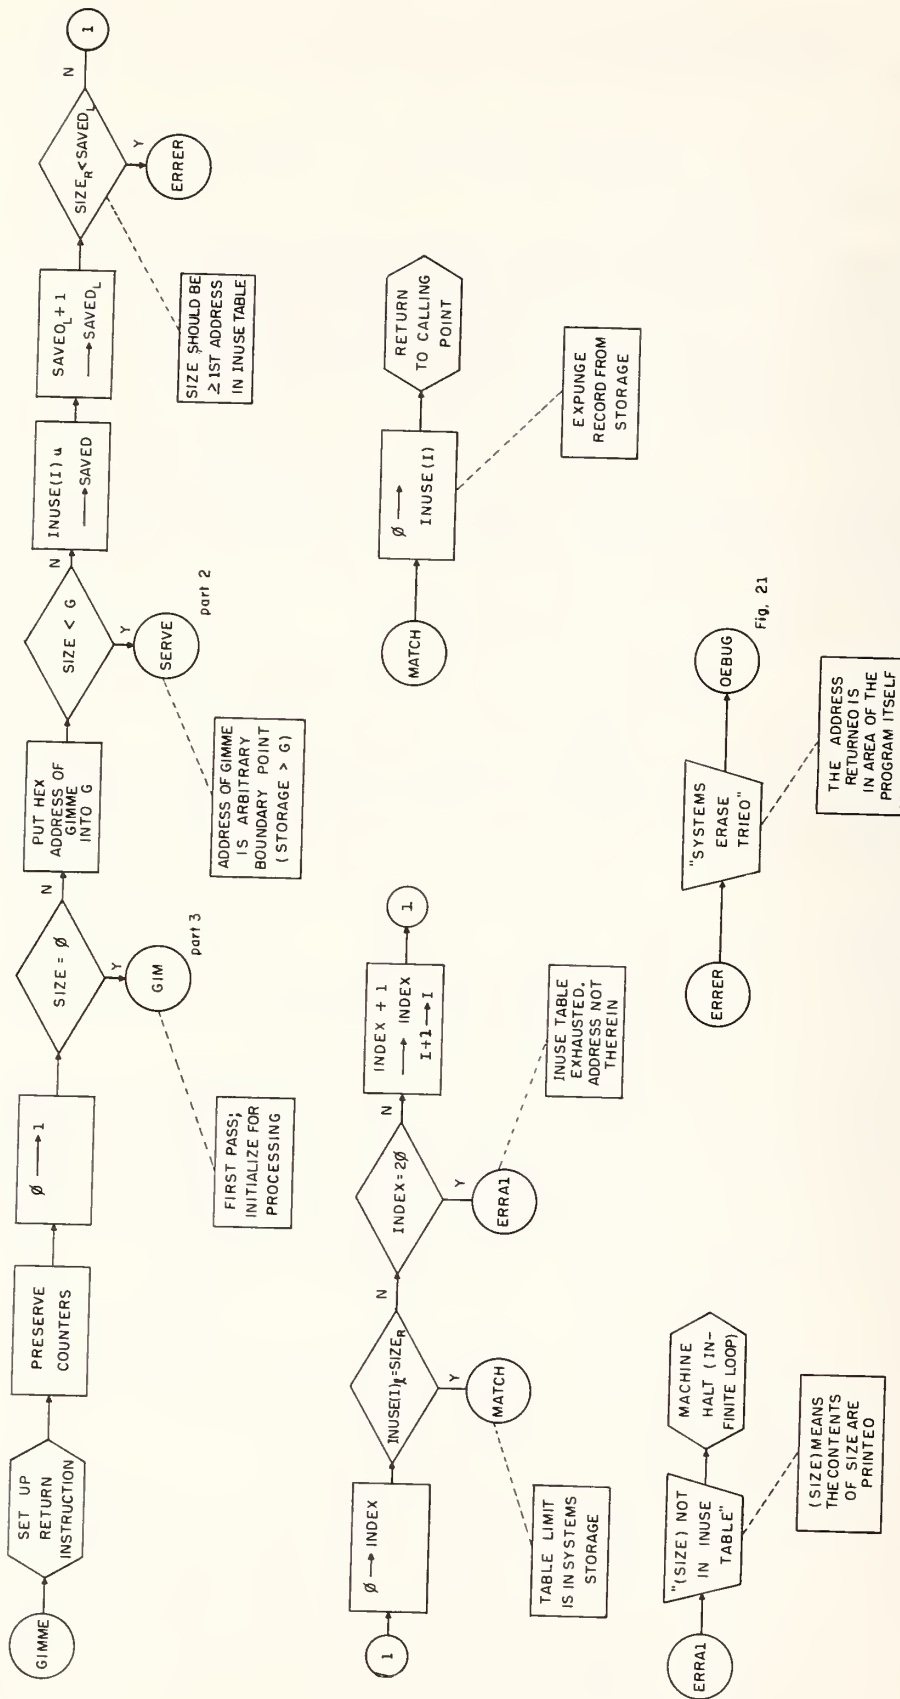 GIMME
SET UP
RETURN
INSTRUCTION
PRESERVE
COUNTERS
Ø → 1
SIZE = Ø
Y
N
GIM
part 3
FIRST PASS;
INITIALIZE FOR
PROCESSING
PUT HEX
ADDRESS OF
GIMME
INTO G
SIZE < G
Y
N
SERVE
part 2
ADDRESS OF GIMME
IS ARBITRARY
BOUNDARY POINT
(STORAGE > G)
INUSE(I)u
→ SAVED
SAVEO_L+1
→ SAVED_L
SIZE_R < SAVED_L
N
1
Y
ERRER
SIZE SHOULD BE
≥ 1ST ADDRESS
IN INUSE TABLE
1
Ø → INDEX
INUSE(I)ℓ=SIZE_R
N
Y
MATCH
TABLE LIMIT
IS IN SYSTEMS
STORAGE
INDEX=2Ø
N
Y
ERRA1
INUSE TABLE
EXHAUSTED.
ADDRESS NOT
THEREIN
INDEX + 1
→ INDEX
I+1→I
1
MATCH
Ø →
INUSE(I)
RETURN
TO CALLING
POINT
EXPUNGE
RECORD FROM
STORAGE
ERRA1
"(SIZE) NOT
IN INUSE
TABLE"
MACHINE
HALT (IN-
FINITE LOOP)
(SIZE) MEANS
THE CONTENTS
OF SIZE ARE
PRINTEO
ERRER
"SYSTEMS
ERASE
TRIEO"
OEBUG
Fig. 21
THE ADDRESS
RETURNEO IS
IN AREA OF THE
PROGRAM ITSELF